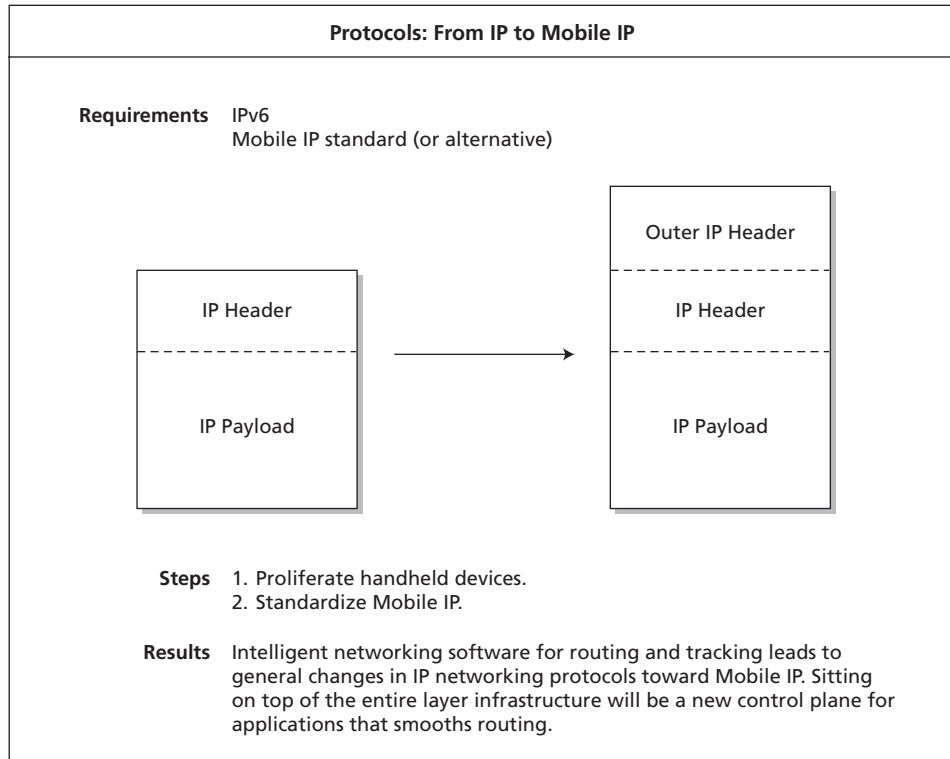 Protocols: From IP to Mobile IP
Requirements IPv6
Mobile IP standard (or alternative)
IP Header
IP Payload
Outer IP Header
IP Header
IP Payload
Steps 1. Proliferate handheld devices.
2. Standardize Mobile IP.
Results Intelligent networking software for routing and tracking leads to
general changes in IP networking protocols toward Mobile IP. Sitting
on top of the entire layer infrastructure will be a new control plane for
applications that smooths routing.